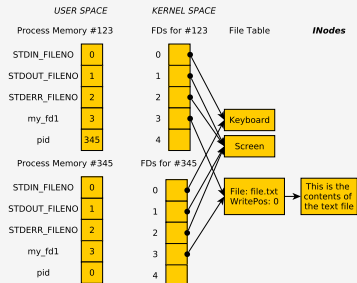 USER SPACE
KERNEL SPACE
Process Memory #123
FDs for #123
File Table
INodes
STDIN_FILENO 0
STDOUT_FILENO 1
STDERR_FILENO 2
my_fd1 3
pid 345
0
1
2
3
4
Keyboard
Screen
File: file.txt
WritePos: 0
This is the
contents of
the text file
Process Memory #345
FDs for #345
STDIN_FILENO 0
STDOUT_FILENO 1
STDERR_FILENO 2
my_fd1 3
pid 0
0
1
2
3
4